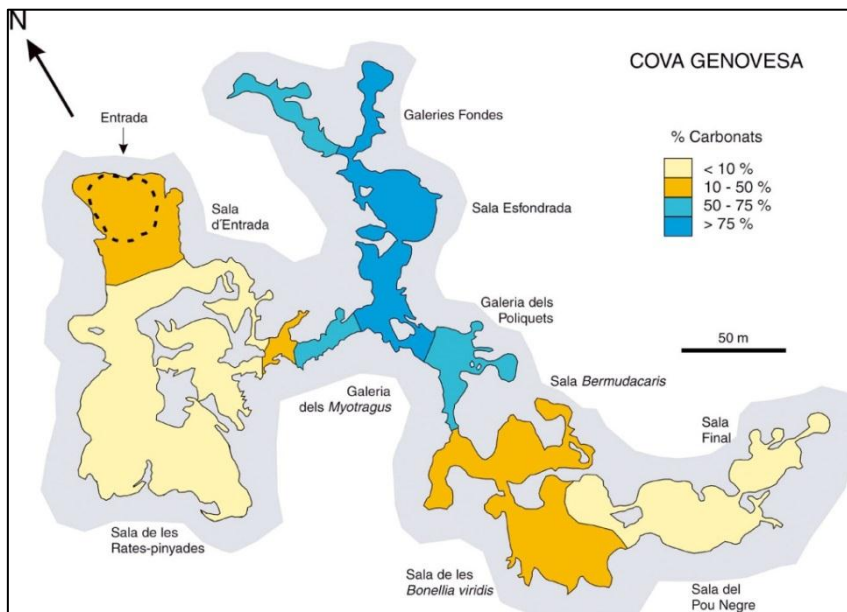 N
COVA GENOVESA
Entrada
Galeries Fondes
% Carbonats
< 10 %
10 - 50 %
50 - 75 %
> 75 %
Sala
d´Entrada
Sala Esfondrada
Galeria dels
Poliquets
50 m
Sala Bermudacaris
Galeria
dels Myotragus
Sala
Final
Sala de les
Rates-pinyades
Sala de les
Bonellia viridis
Sala del
Pou Negre